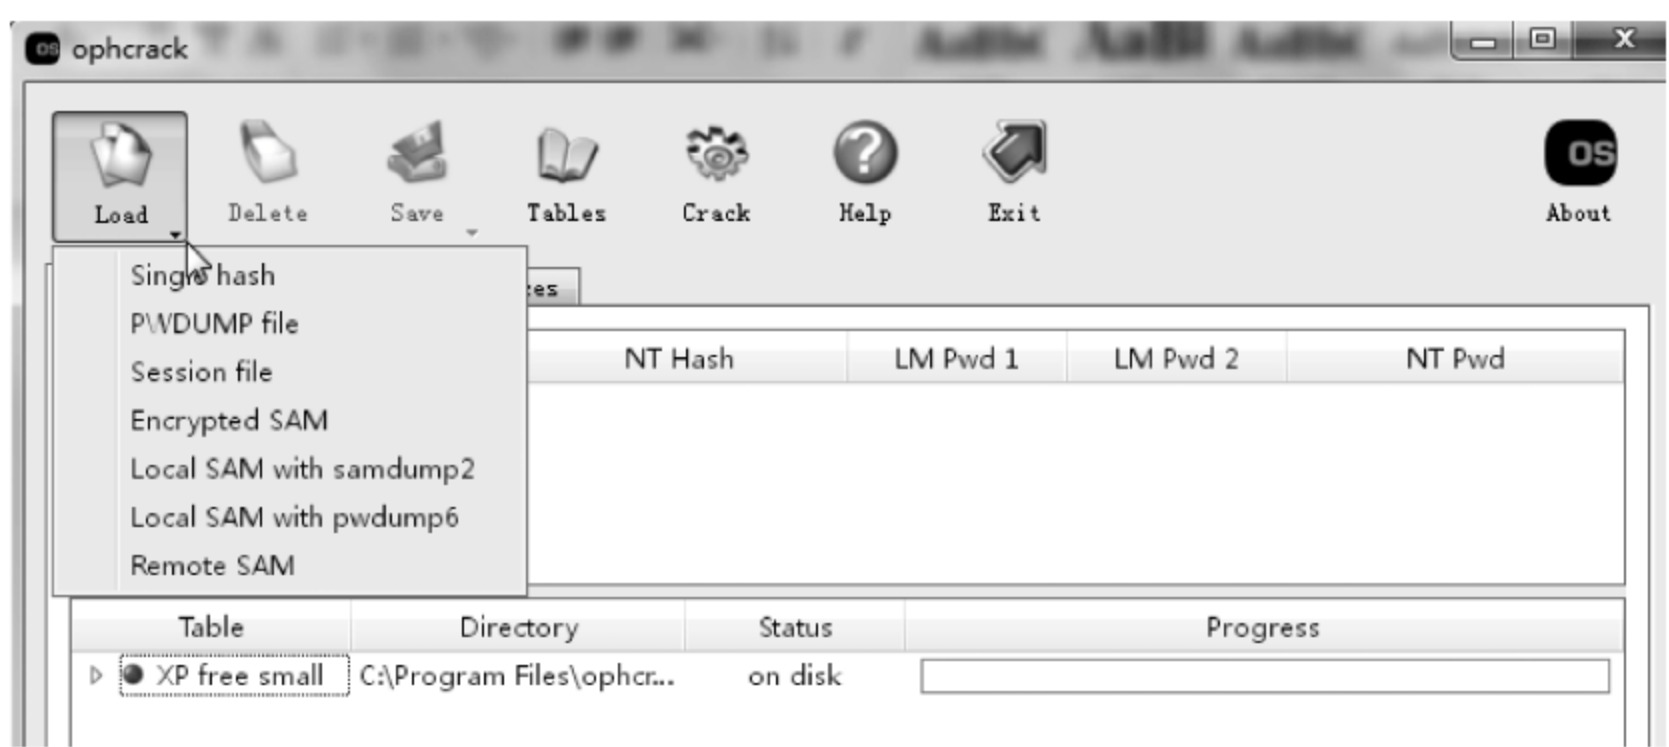 OS ophcrack
OS
Load Delete Save Tables Crack Help Exit About
Single hash
PWDUMP file
Session file
Encrypted SAM
Local SAM with samdump2
Local SAM with pwdump6
Remote SAM
NT Hash LM Pwd 1 LM Pwd 2 NT Pwd
Table Directory Status Progress
XP free small C:\Program Files\ophcr... on disk